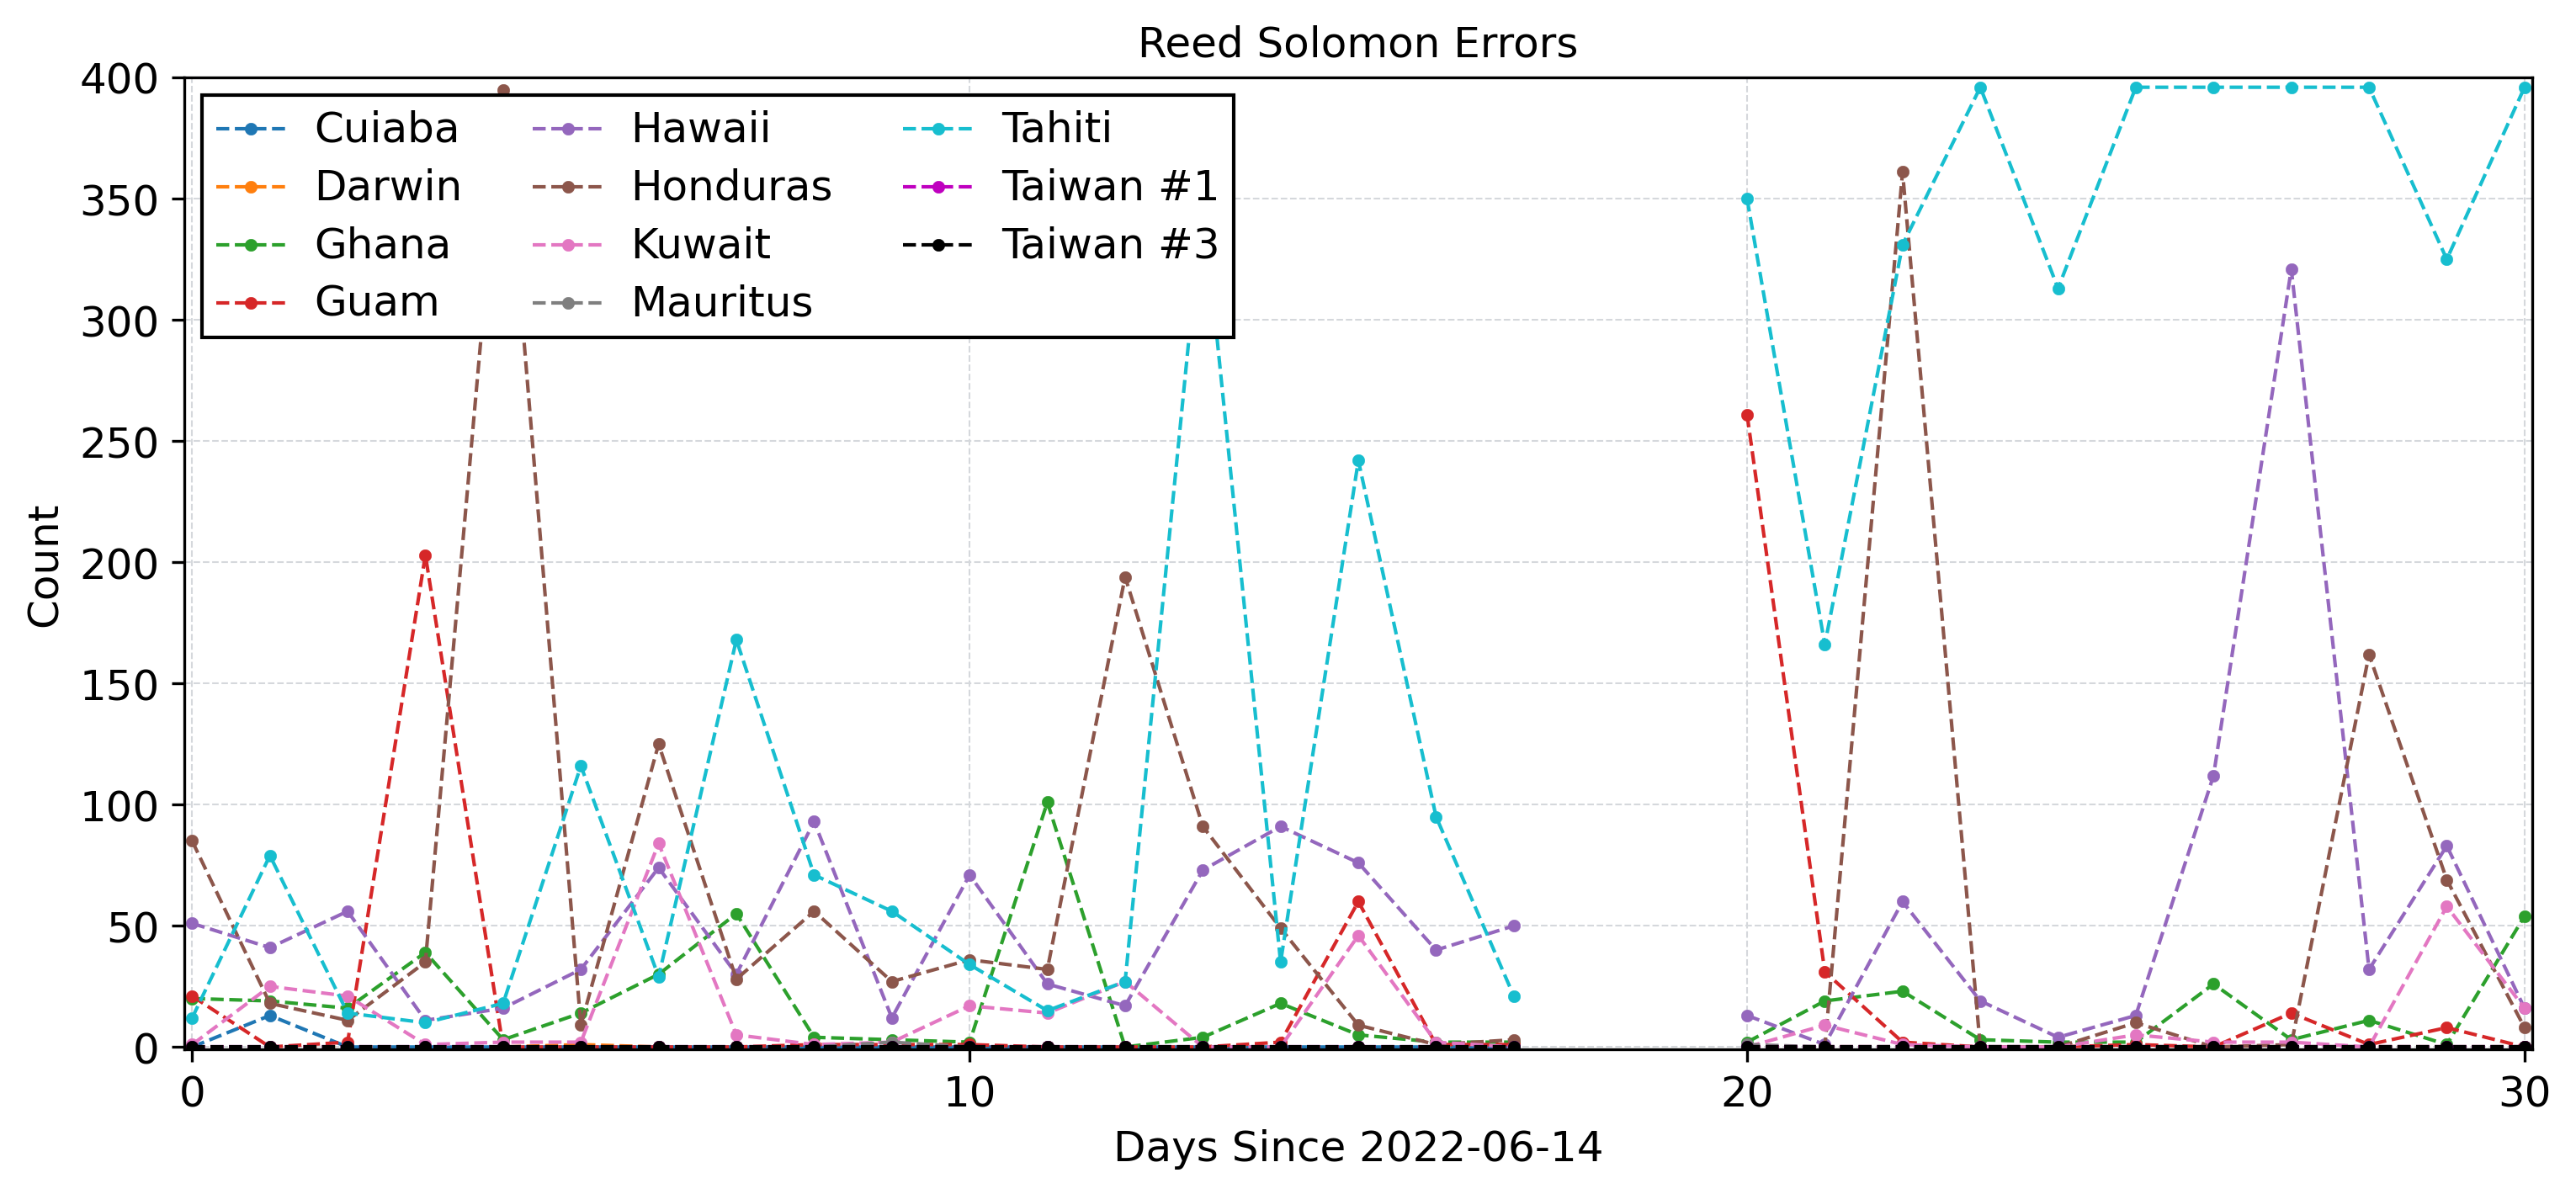 Reed Solomon Errors
400
350
300
250
200
150
100
50
0
Count
Cuiaba
Darwin
Ghana
Guam
Hawaii
Honduras
Kuwait
Mauritus
Tahiti
Taiwan #1
Taiwan #3
0 10 20 30
Days Since 2022-06-14